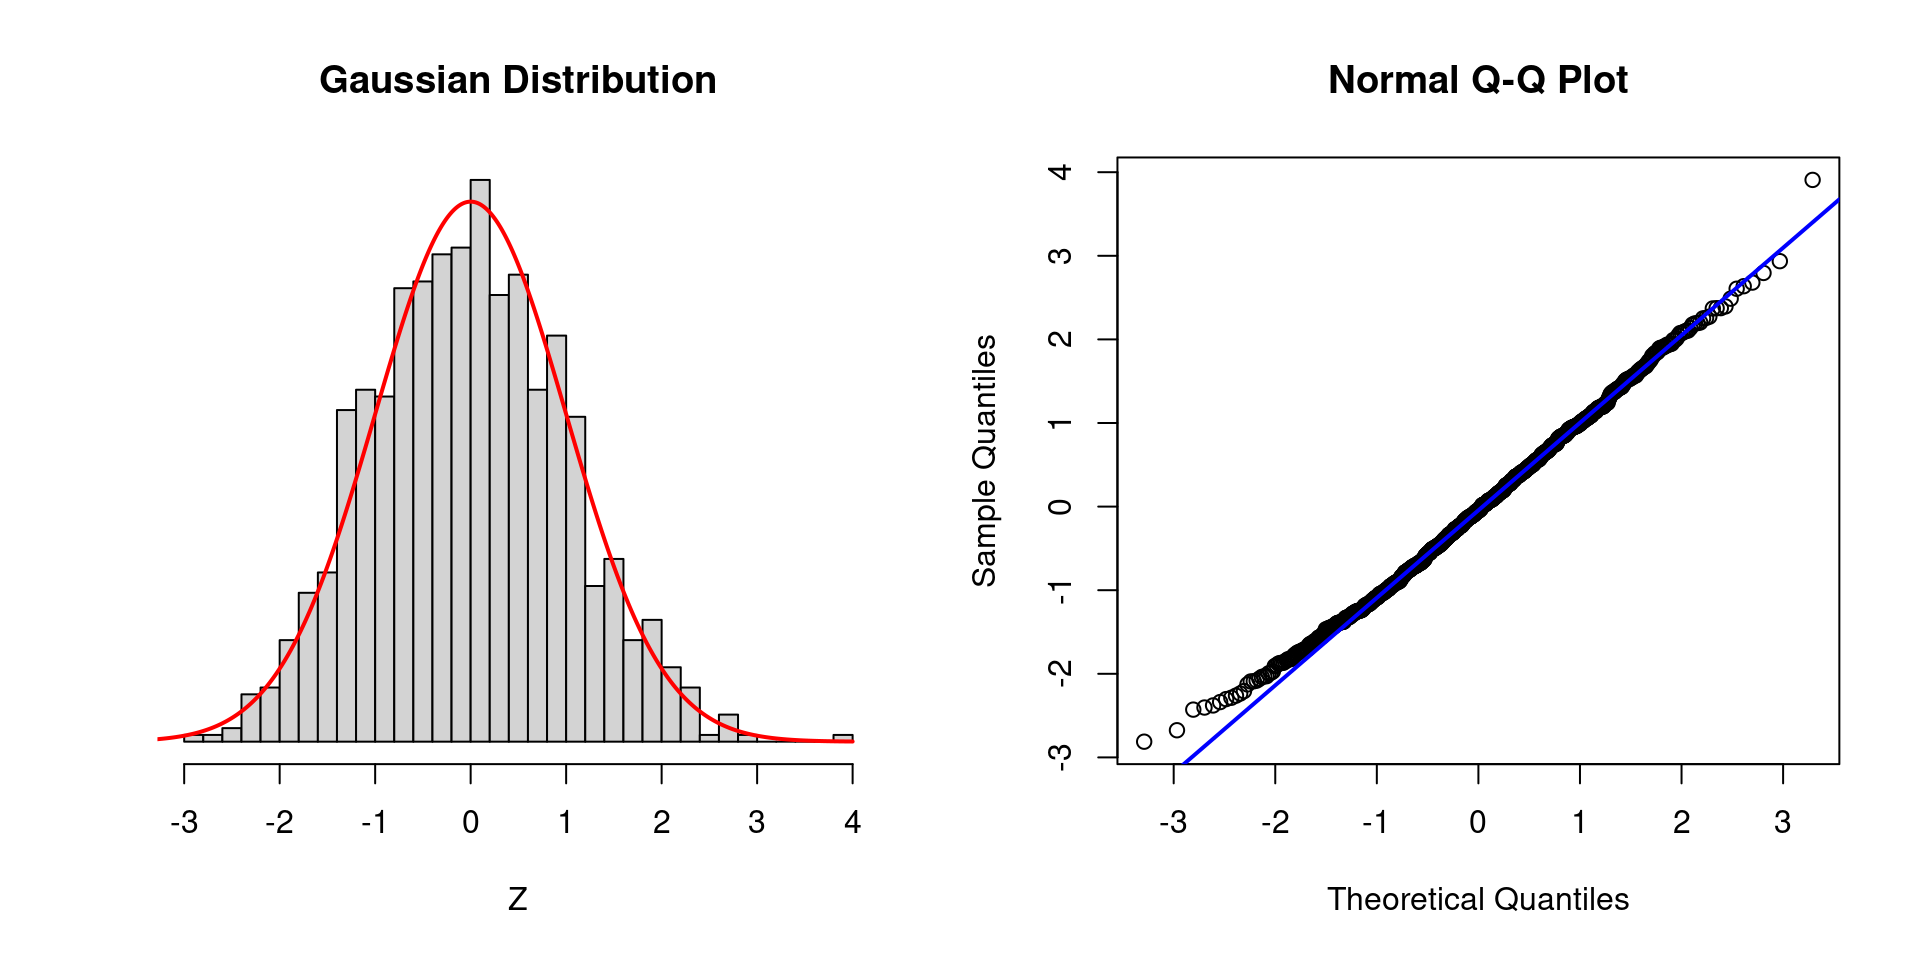 Gaussian Distribution
-3 -2 -1 0 1 2 3 4
Z
Normal Q-Q Plot
4
3
2
1
0
-1
-2
-3
Sample Quantiles
-3 -2 -1 0 1 2 3
Theoretical Quantiles